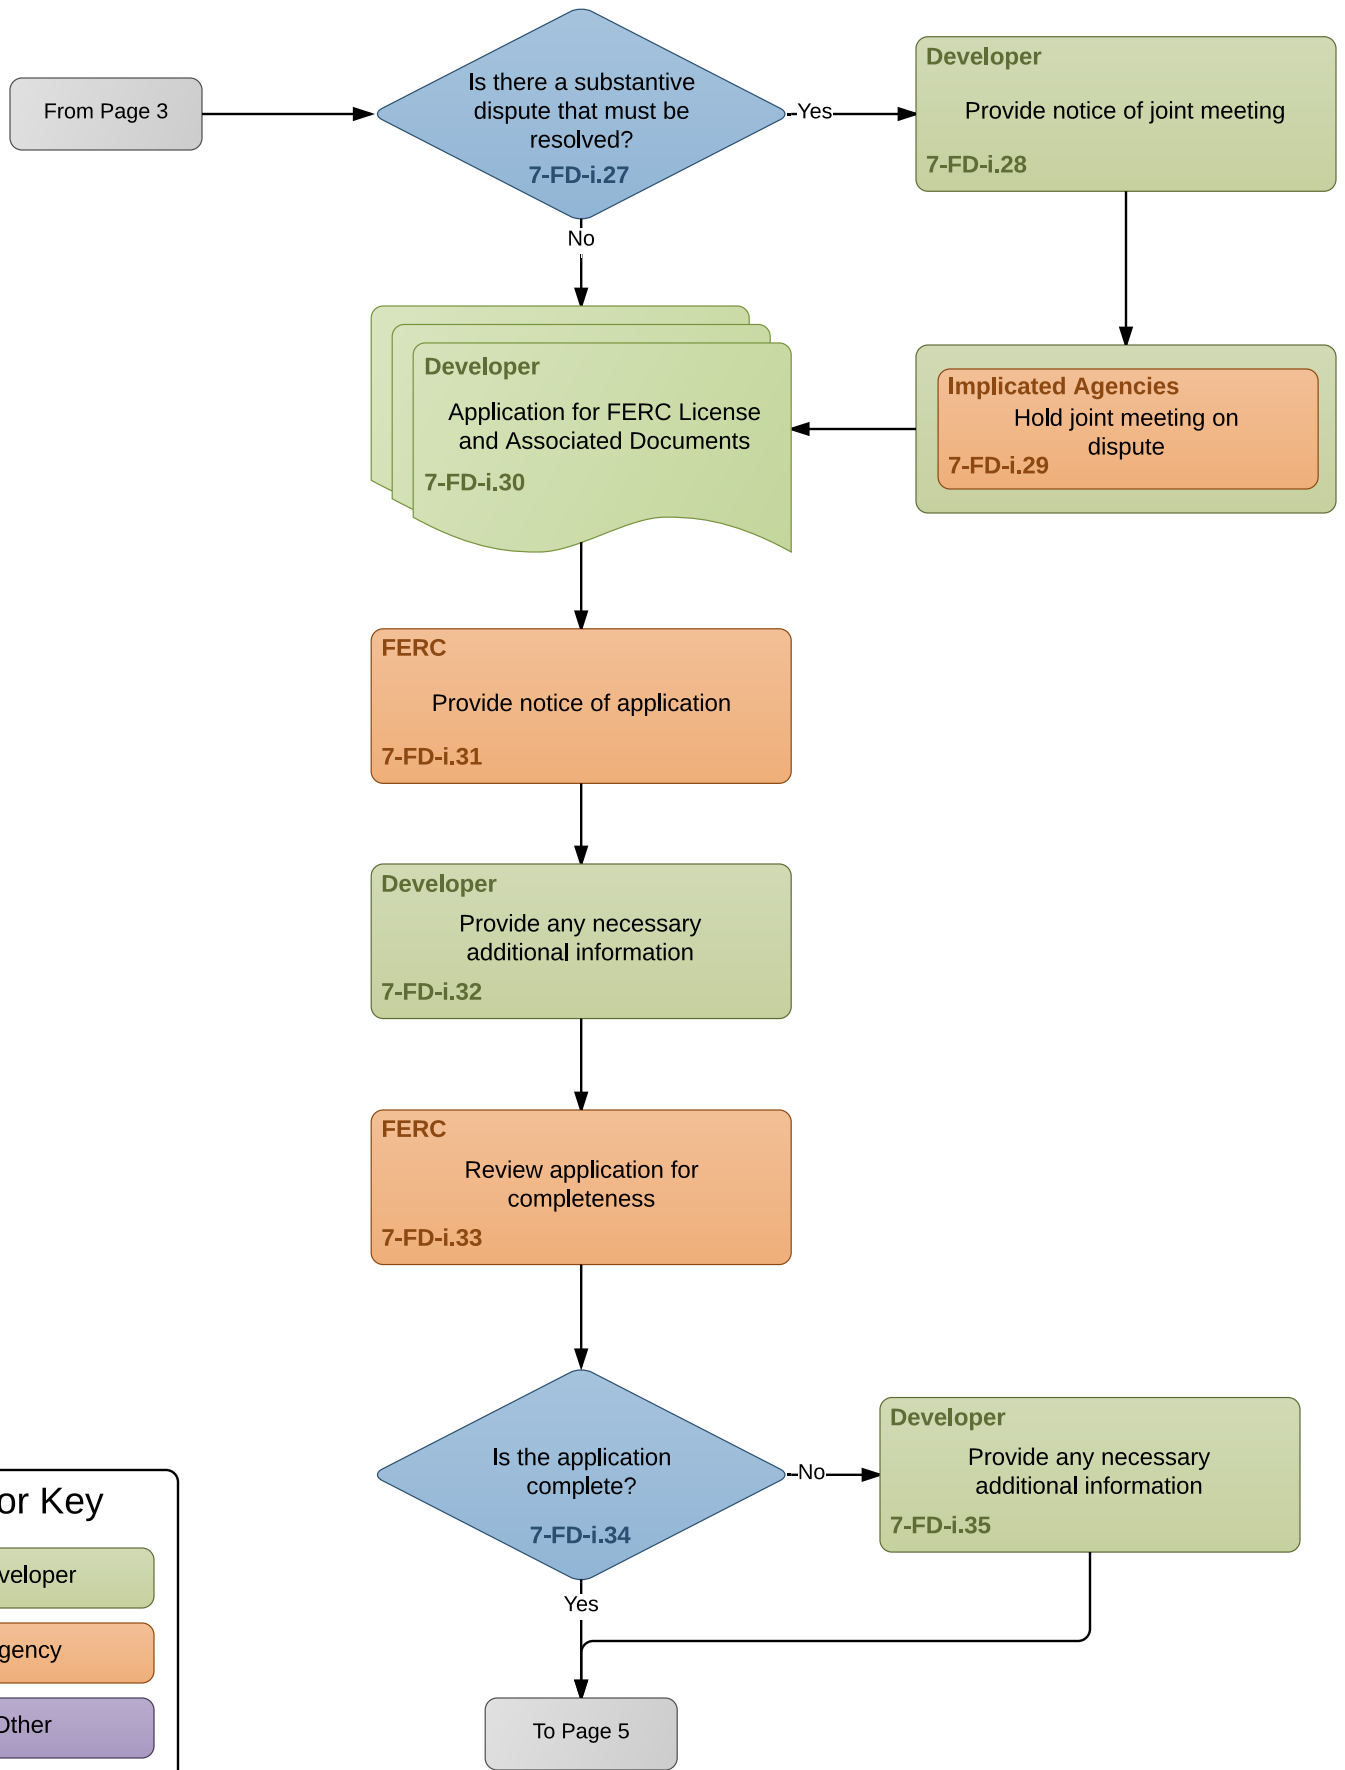 From Page 3
Is there a substantive
dispute that must be
resolved?
7-FD-i.27
Yes
Developer
Provide notice of joint meeting
7-FD-i.28
No
Developer
Application for FERC License
and Associated Documents
7-FD-i.30
Implicated Agencies
Hold joint meeting on
dispute
7-FD-i.29
FERC
Provide notice of application
7-FD-i.31
Developer
Provide any necessary
additional information
7-FD-i.32
FERC
Review application for
completeness
7-FD-i.33
Is the application
complete?
7-FD-i.34
No
Developer
Provide any necessary
additional information
7-FD-i.35
Yes
To Page 5
or Key
veloper
gency
Other